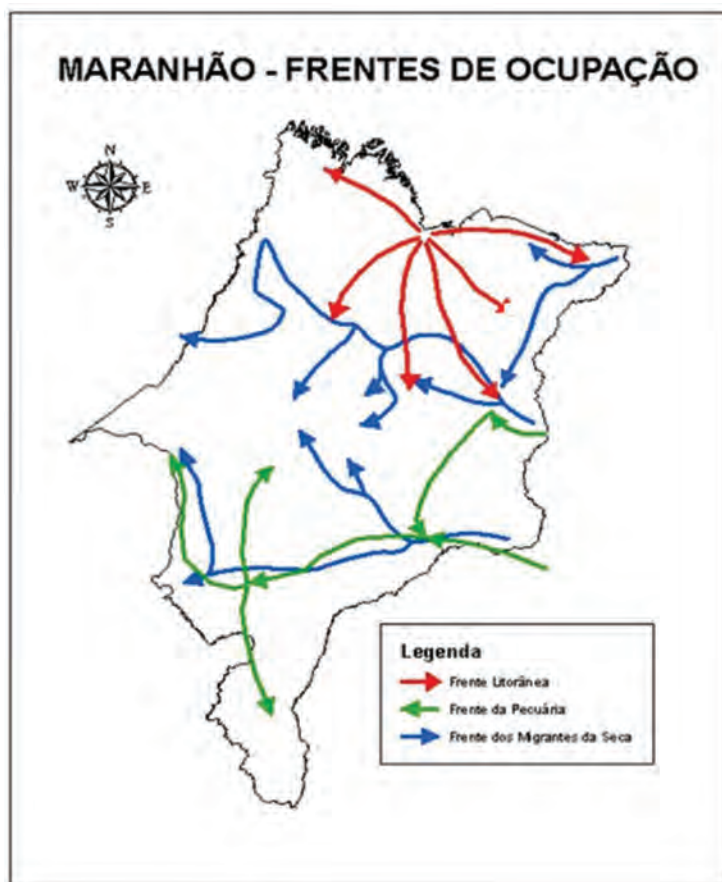 MARANHÃO - FRENTES DE OCUPAÇÃO
N
W E
S
Legenda
Frente Litorânea
Frente da Pecuária
Frente dos Migrantes da Seca